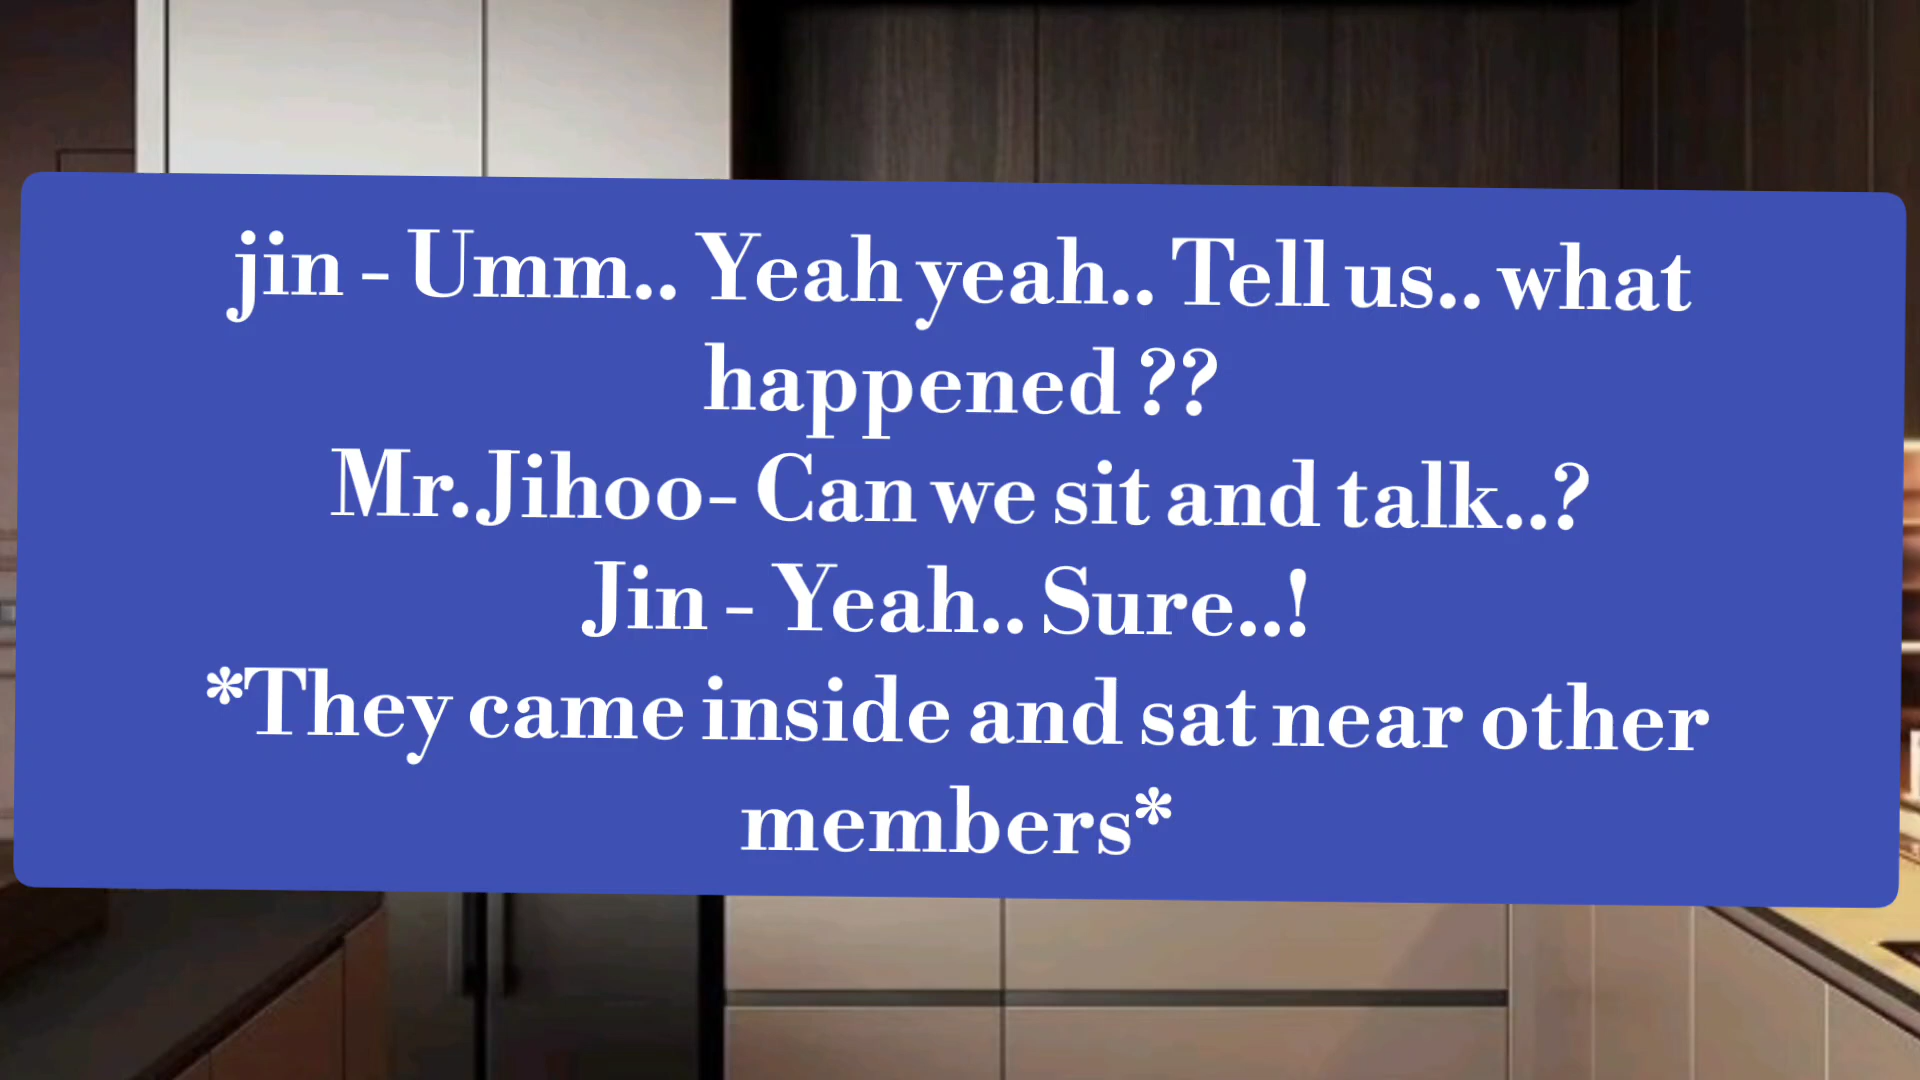 jin - Umm.. Yeah yeah.. Tell us.. what
happened ??
Mr.Jihoo- Can we sit and talk..?
Jin - Yeah.. Sure..!
*They came inside and sat near other
members*